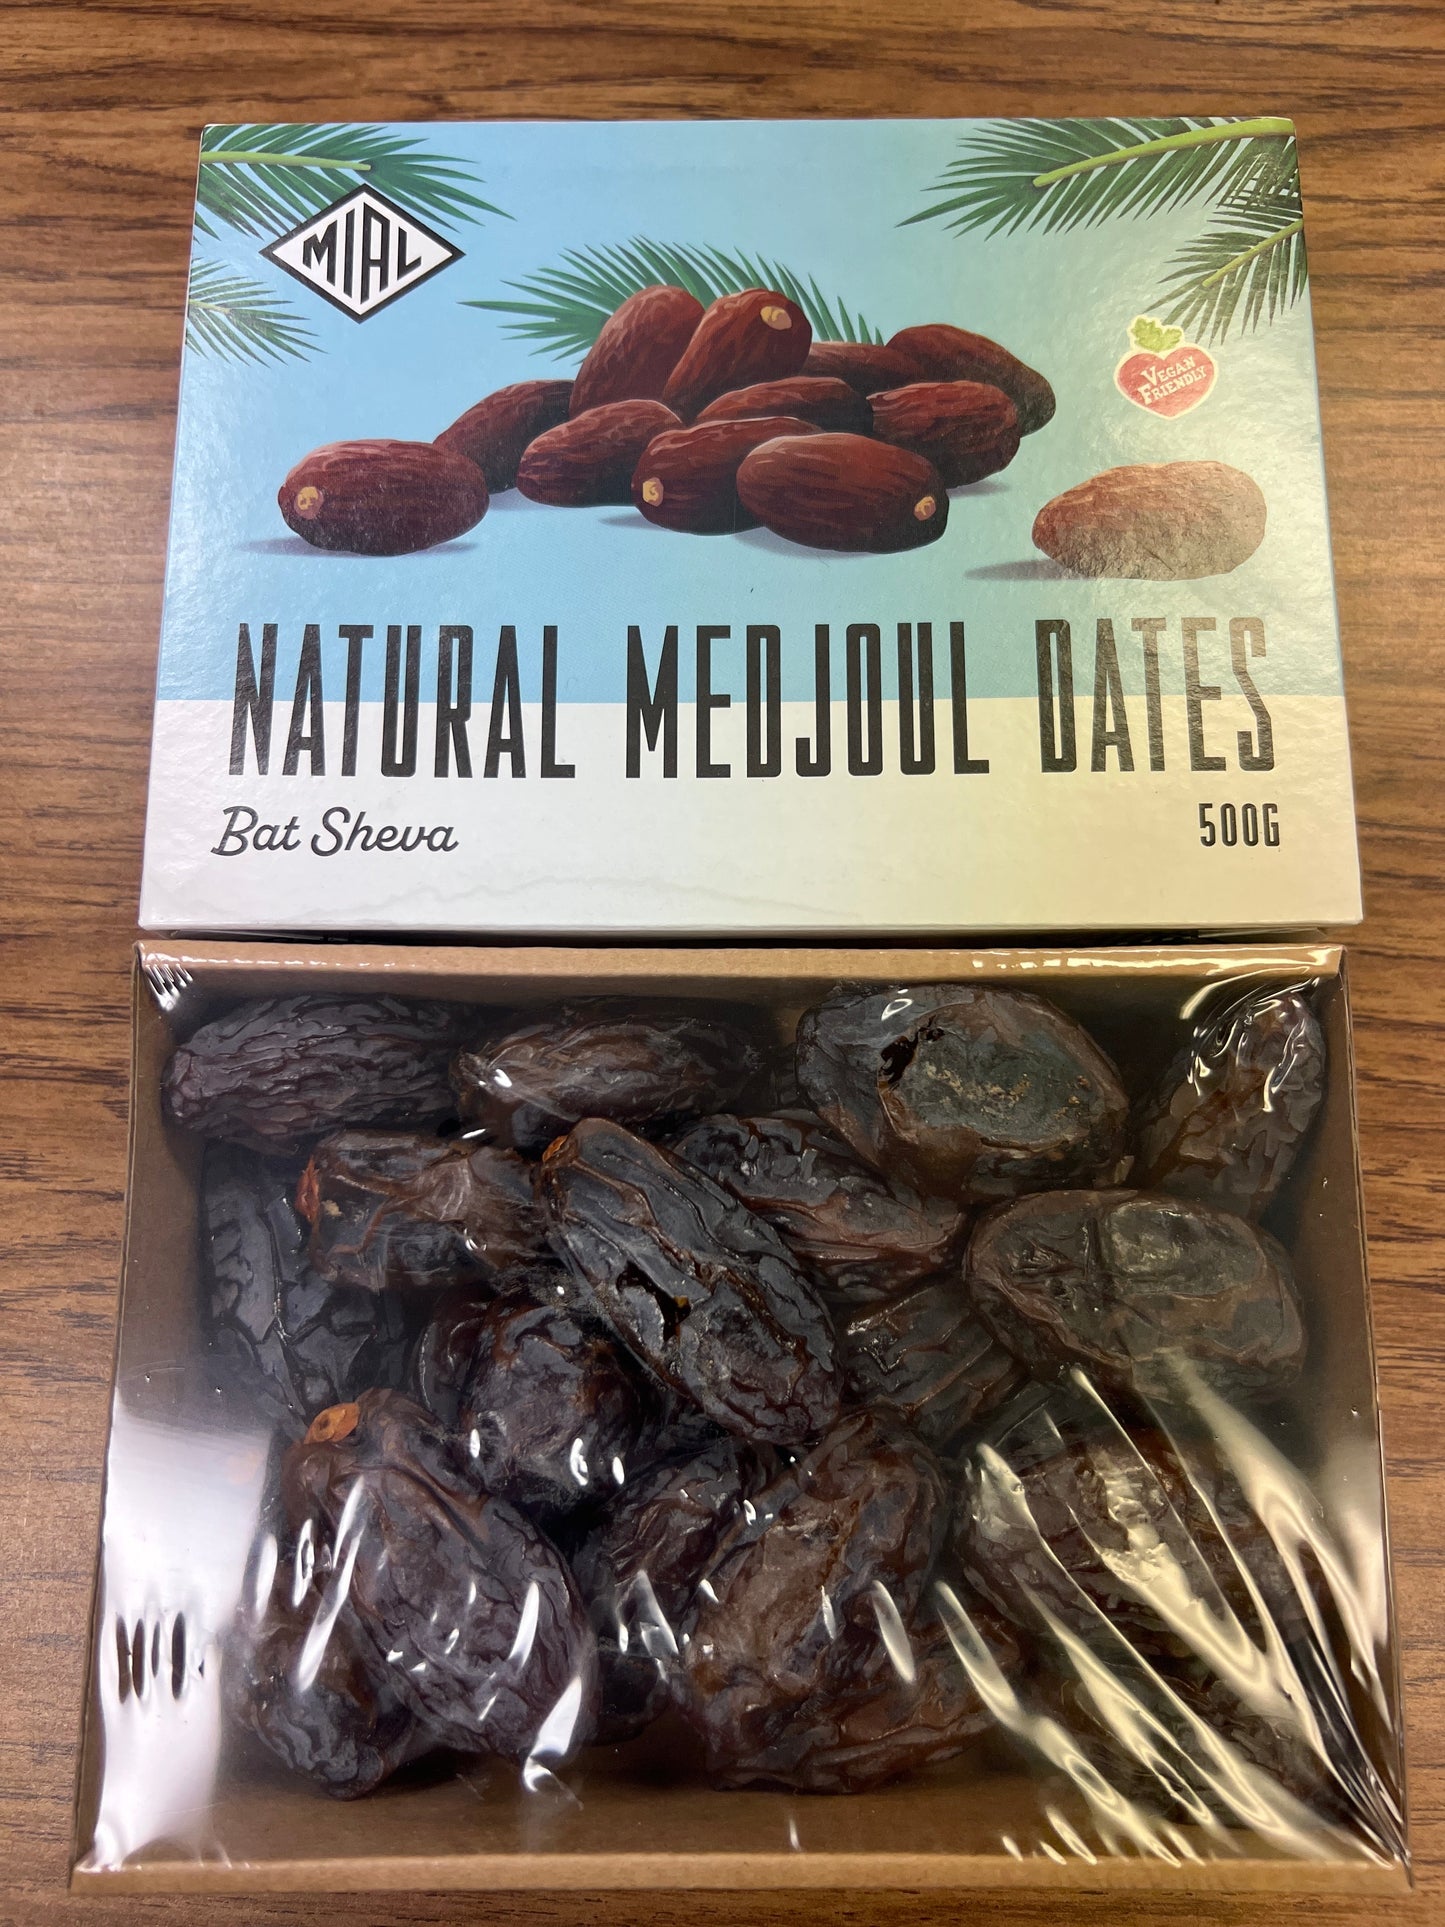 MIAL
VEGAN
FRIENDLY
NATURAL MEDJOUL DATES
Bat Sheva
500G